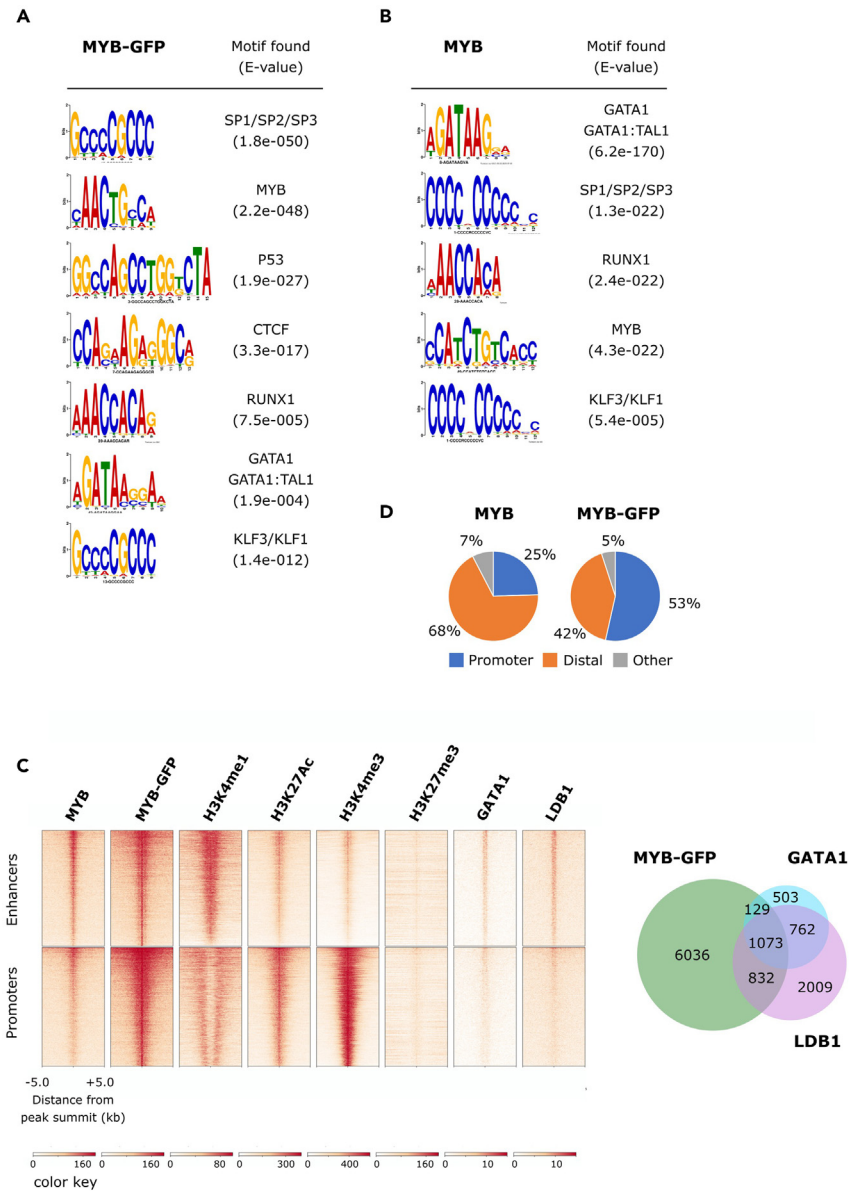 A
MYB-GFP
Motif found
(E-value)
SP1/SP2/SP3
(1.8e-050)
MYB
(2.2e-048)
P53
(1.9e-027)
CTCF
(3.3e-017)
RUNX1
(7.5e-005)
GATA1
GATA1:TAL1
(1.9e-004)
KLF3/KLF1
(1.4e-012)
B
MYB
Motif found
(E-value)
GATA1
GATA1:TAL1
(6.2e-170)
SP1/SP2/SP3
(1.3e-022)
RUNX1
(2.4e-022)
MYB
(4.3e-022)
KLF3/KLF1
(5.4e-005)
D
MYB
MYB-GFP
7%
25%
68%
5%
53%
42%
Promoter
Distal
Other
C
MYB
MYB-GFP
H3K4me1
H3K27Ac
H3K4me3
H3K27me3
GATA1
LDB1
Enhancers
Promoters
-5.0 +5.0
Distance from
peak summit (kb)
0 160
0 160
0 80
0 300
0 400
0 160
0 10
0 10
color key
MYB-GFP
GATA1
503
129
762
1073
6036
832
2009
LDB1